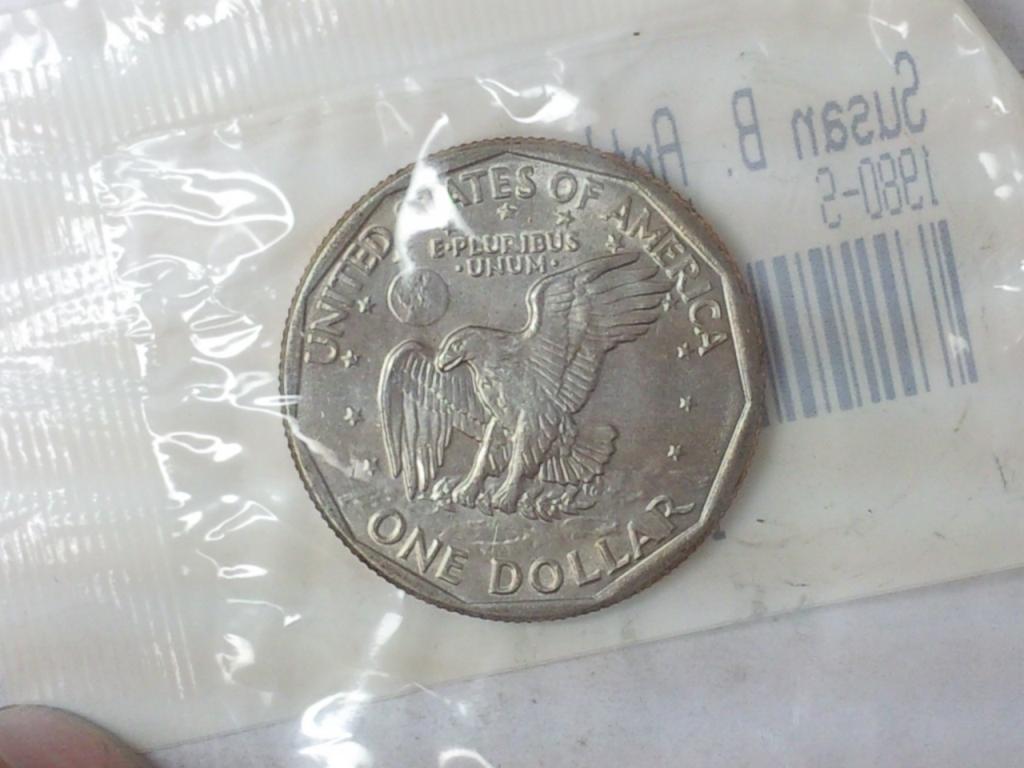 UNITED STATES OF AMERICA
E·PLURIBUS
·UNUM·
ONE DOLLAR
Susan B.
1980-S